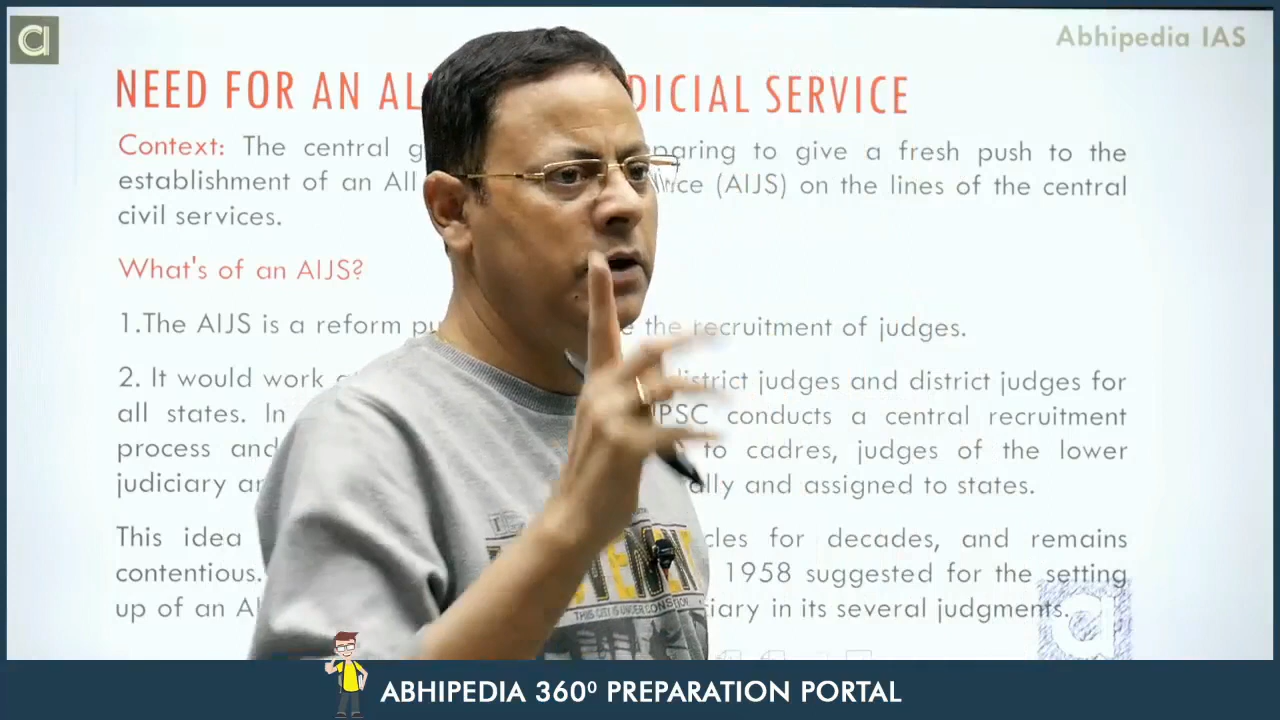 Abhipedia IAS
NEED FOR AN AL DICIAL SERVICE
Context: The central g paring to give a fresh push to the
establishment of an All (AIJS) on the lines of the central
civil services.
What's of an AIJS?
1.The AIJS is a reform pu the recruitment of judges.
2. It would work district judges and district judges for
all states. In PSC conducts a central recruitment
process and to cadres, judges of the lower
judiciary ally and assigned to states.
This idea cles for decades, and remains
contentious. 1958 suggested for the setting
up of an A iary in its several judgments.
THIS CITY IS UNDER
ABHIPEDIA 360⁰ PREPARATION PORTAL